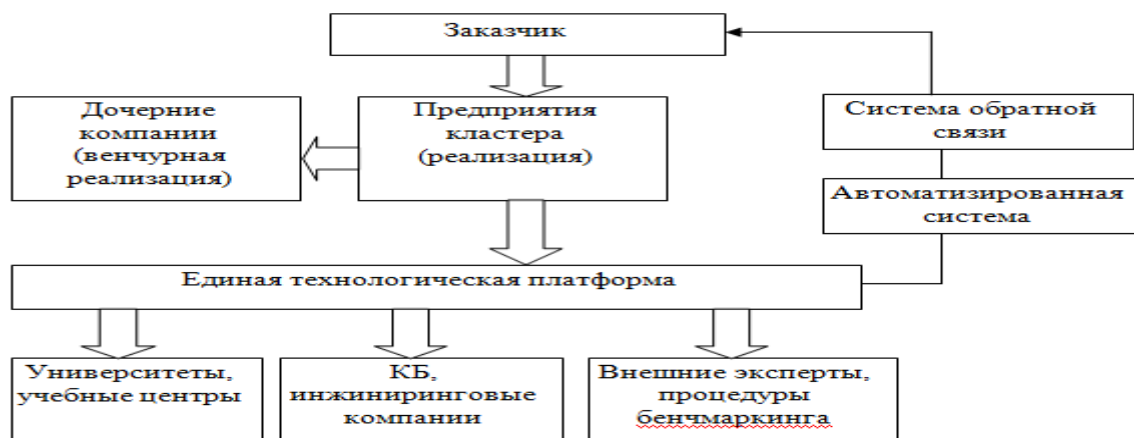 Заказчик
Дочерние
компании
(венчурная
реализация)
Предприятия
кластера
(реализация)
Система обратной
связи
Автоматизированная
система
Единая технологическая платформа
Университеты,
учебные центры
КБ,
инжиниринговые
компании
Внешние эксперты,
процедуры
бенчмаркинга